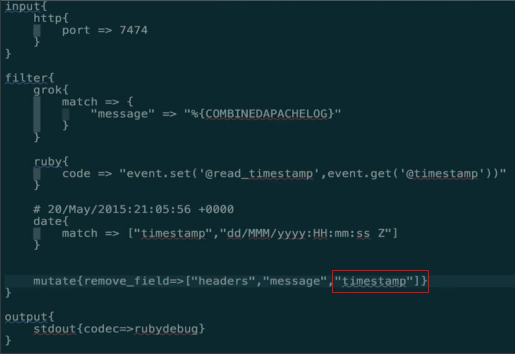 input{
    http{
        port => 7474
    }
}

filter{
    grok{
        match => {
            "message" => "%{COMBINEDAPACHELOG}"
        }
    }

    ruby{
        code => "event.set('@read_timestamp',event.get('@timestamp'))"
    }

    # 20/May/2015:21:05:56 +0000
    date{
        match => ["timestamp","dd/MMM/yyyy:HH:mm:ss Z"]
    }

    mutate{remove_field=>["headers","message","timestamp"]}
}

output{
    stdout{codec=>rubydebug}
}